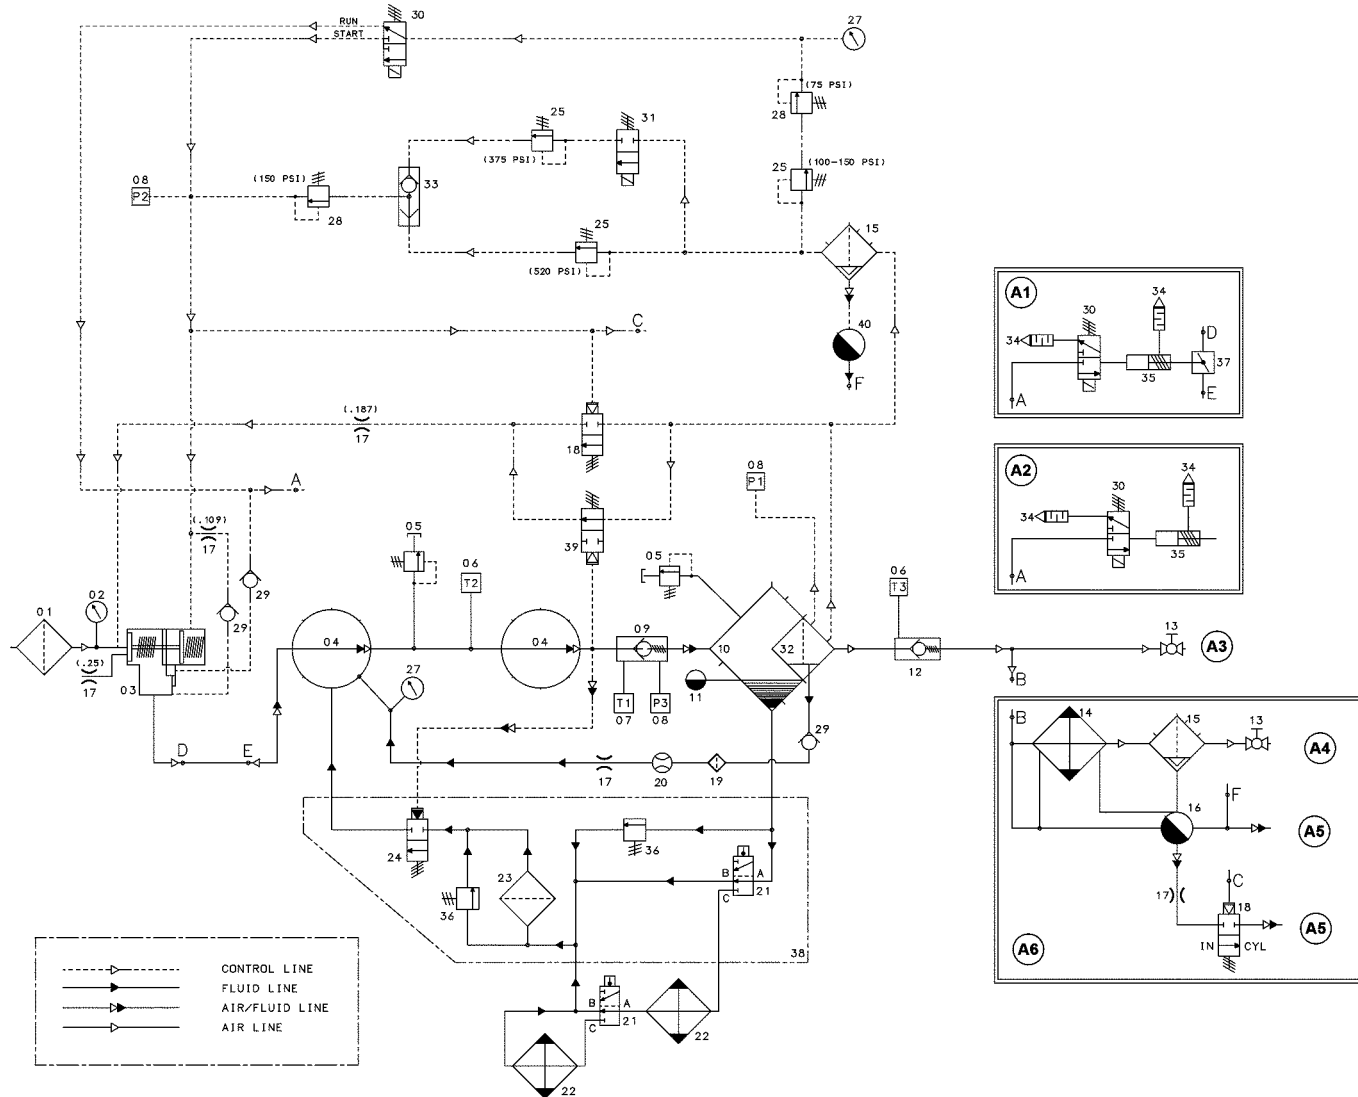 RUN
30
27
START
(75 PSI)
28
25
31
(375 PSI)
(100-150 PSI)
25
08
P2
(150 PSI)
28
33
25
(520 PSI)
15
40
F
C
(.187)
17
18
08
P1
A
(.109)
17
05
39
06
T2
05
06
T3
01
02
29
29
04
04
09
10
32
12
13
A3
B
(.25)
17
03
27
T1
07
P3
08
11
29
D
E
17
20
19
24
23
36
36
B
A
C
21
38
B
A
C
21
22
22
CONTROL LINE
FLUID LINE
AIR/FLUID LINE
AIR LINE
A1
34
30
34
D
37
35
E
A
A2
34
30
34
35
A
B
14
15
13
A4
16
F
A5
17
C
18
A5
IN
CYL
A6